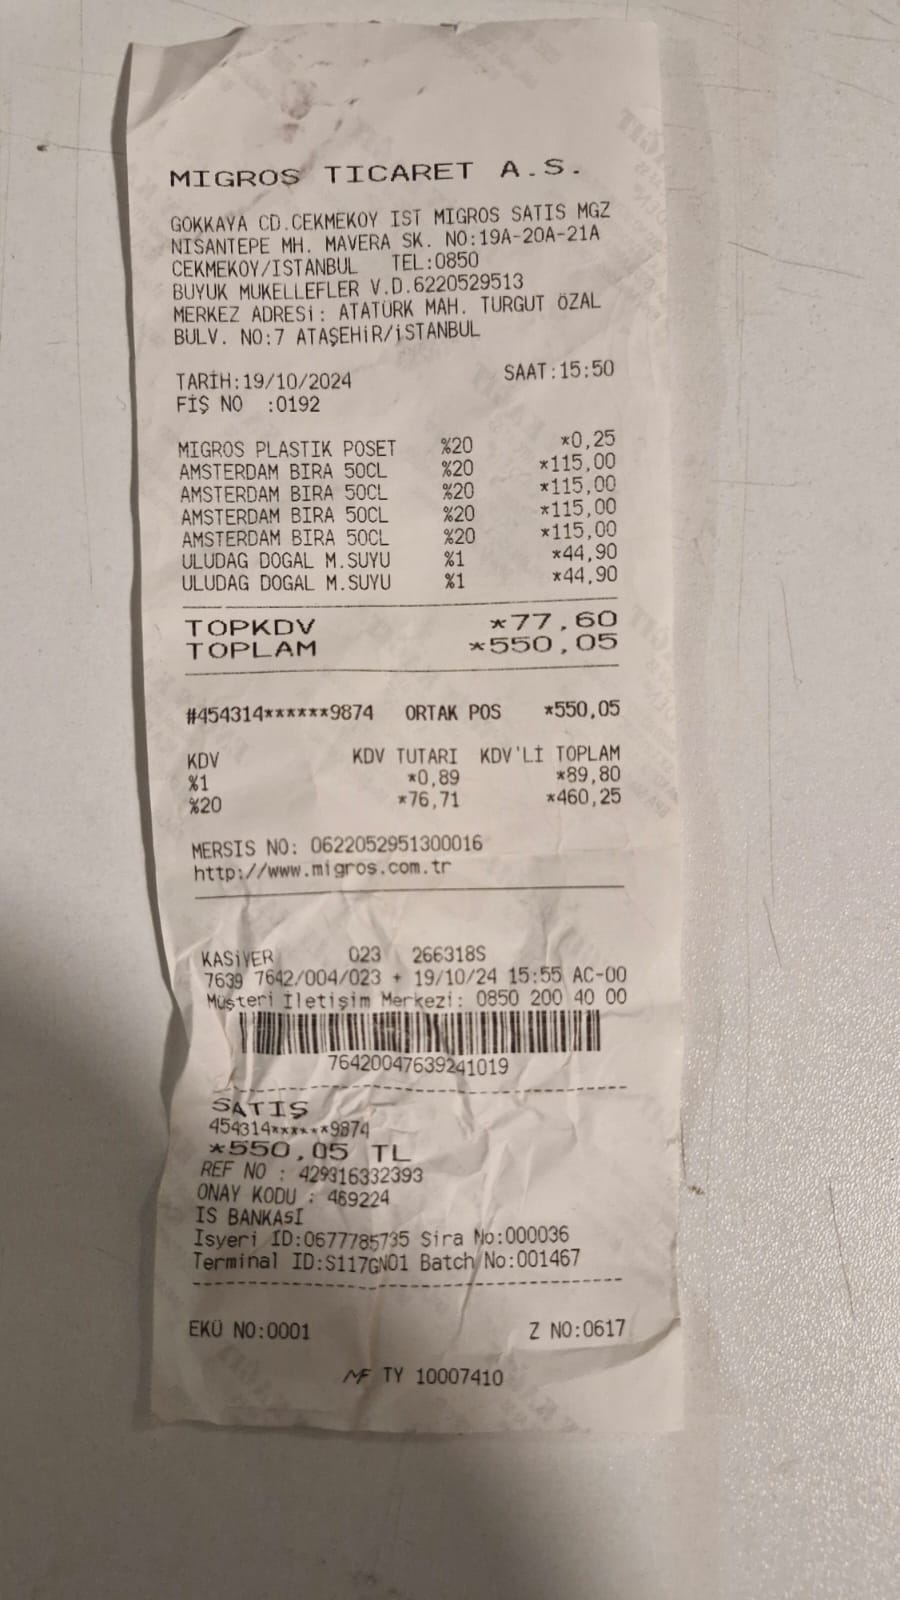 MIGROS TICARET A.S.
GOKKAYA CD.CEKMEKOY IST MIGROS SATIS MGZ
NISANTEPE MH. MAVERA SK. NO:19A-20A-21A
CEKMEKOY/ISTANBUL TEL:0850
BUYUK MUKELLEFLER V.D.6220529513
MERKEZ ADRESİ: ATATÜRK MAH. TURGUT ÖZAL
BULV. NO:7 ATAŞEHİR/İSTANBUL
TARİH:19/10/2024 SAAT:15:50
FİŞ NO :0192
MIGROS PLASTIK POSET %20 *0,25
AMSTERDAM BIRA 50CL %20 *115,00
AMSTERDAM BIRA 50CL %20 *115,00
AMSTERDAM BIRA 50CL %20 *115,00
AMSTERDAM BIRA 50CL %20 *115,00
ULUDAG DOGAL M.SUYU %1 *44,90
ULUDAG DOGAL M.SUYU %1 *44,90
TOPKDV *77,60
TOPLAM *550,05
#454314******9874 ORTAK POS *550,05
KDV KDV TUTARI KDV'Lİ TOPLAM
%1 *0,89 *89,80
%20 *76,71 *460,25
MERSIS NO: 0622052951300016
http://www.migros.com.tr
KASİYER 023 266318S
7639 7642/004/023 + 19/10/24 15:55 AC-00
Müşteri İletişim Merkezi: 0850 200 40 00
76420047639241019
SATIŞ
454314******9874
*550,05 TL
REF NO : 429316332393
ONAY KODU : 469224
IS BANKASI
Isyeri ID:0677785735 Sira No:000036
Terminal ID:S117GN01 Batch No:001467
EKÜ NO:0001 Z NO:0617
MF TY 10007410